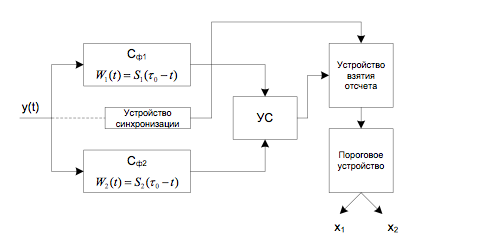 Сф1
W₁(t) = S₁(τ₀ − t)
Устройство
взятия
отсчета
y(t)
Устройство
синхронизации
УС
Сф2
W₂(t) = S₂(τ₀ − t)
Пороговое
устройство
x₁
x₂